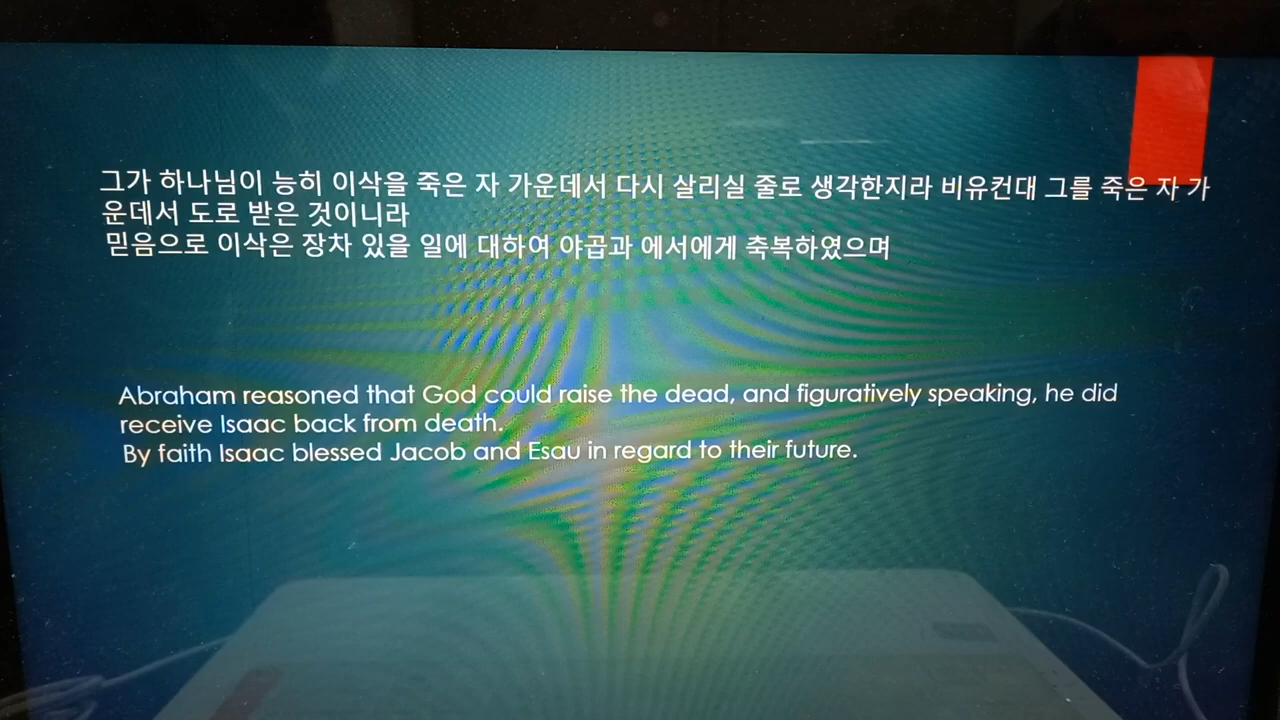 그가 하나님이 능히 이삭을 죽은 자 가운데서 다시 살리실 줄로 생각한지라 비유컨대 그를 죽은 자 가
운데서 도로 받은 것이니라
믿음으로 이삭은 장차 있을 일에 대하여 야곱과 에서에게 축복하였으며
Abraham reasoned that God could raise the dead, and figuratively speaking, he did
receive Isaac back from death.
By faith Isaac blessed Jacob and Esau in regard to their future.